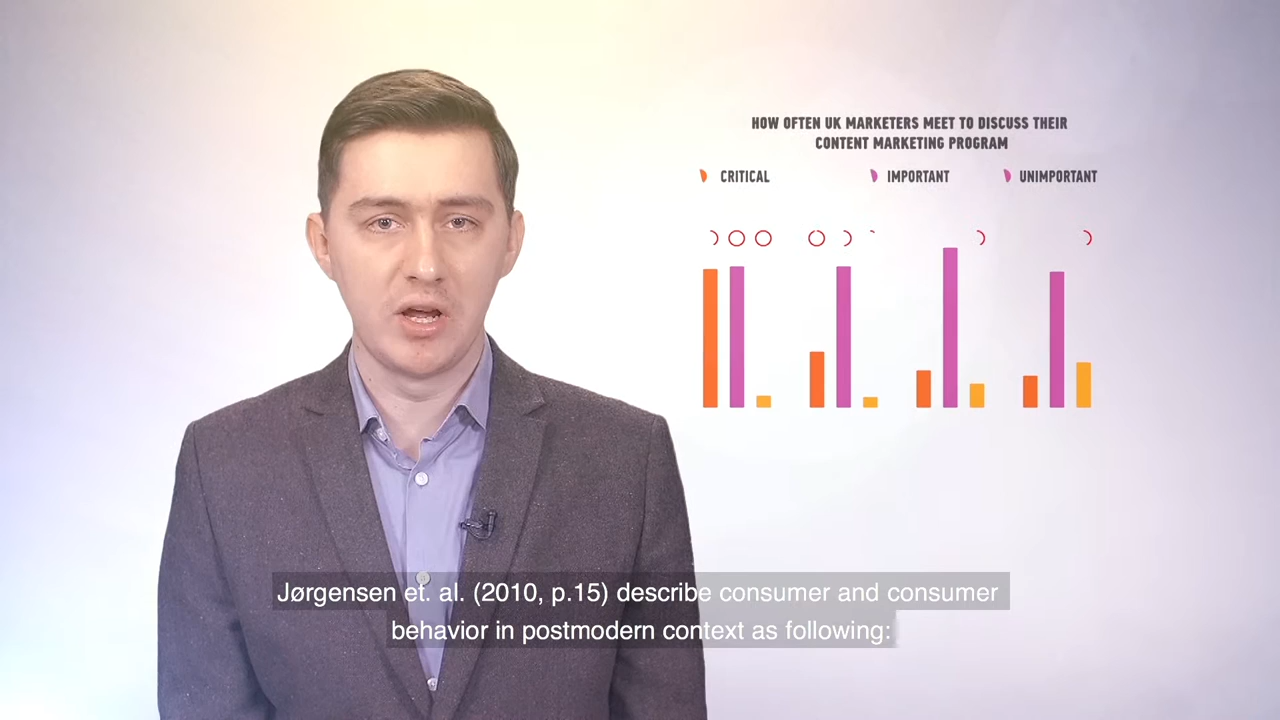 HOW OFTEN UK MARKETERS MEET TO DISCUSS THEIR
CONTENT MARKETING PROGRAM
CRITICAL IMPORTANT UNIMPORTANT
Jørgensen et. al. (2010, p.15) describe consumer and consumer
behavior in postmodern context as following: